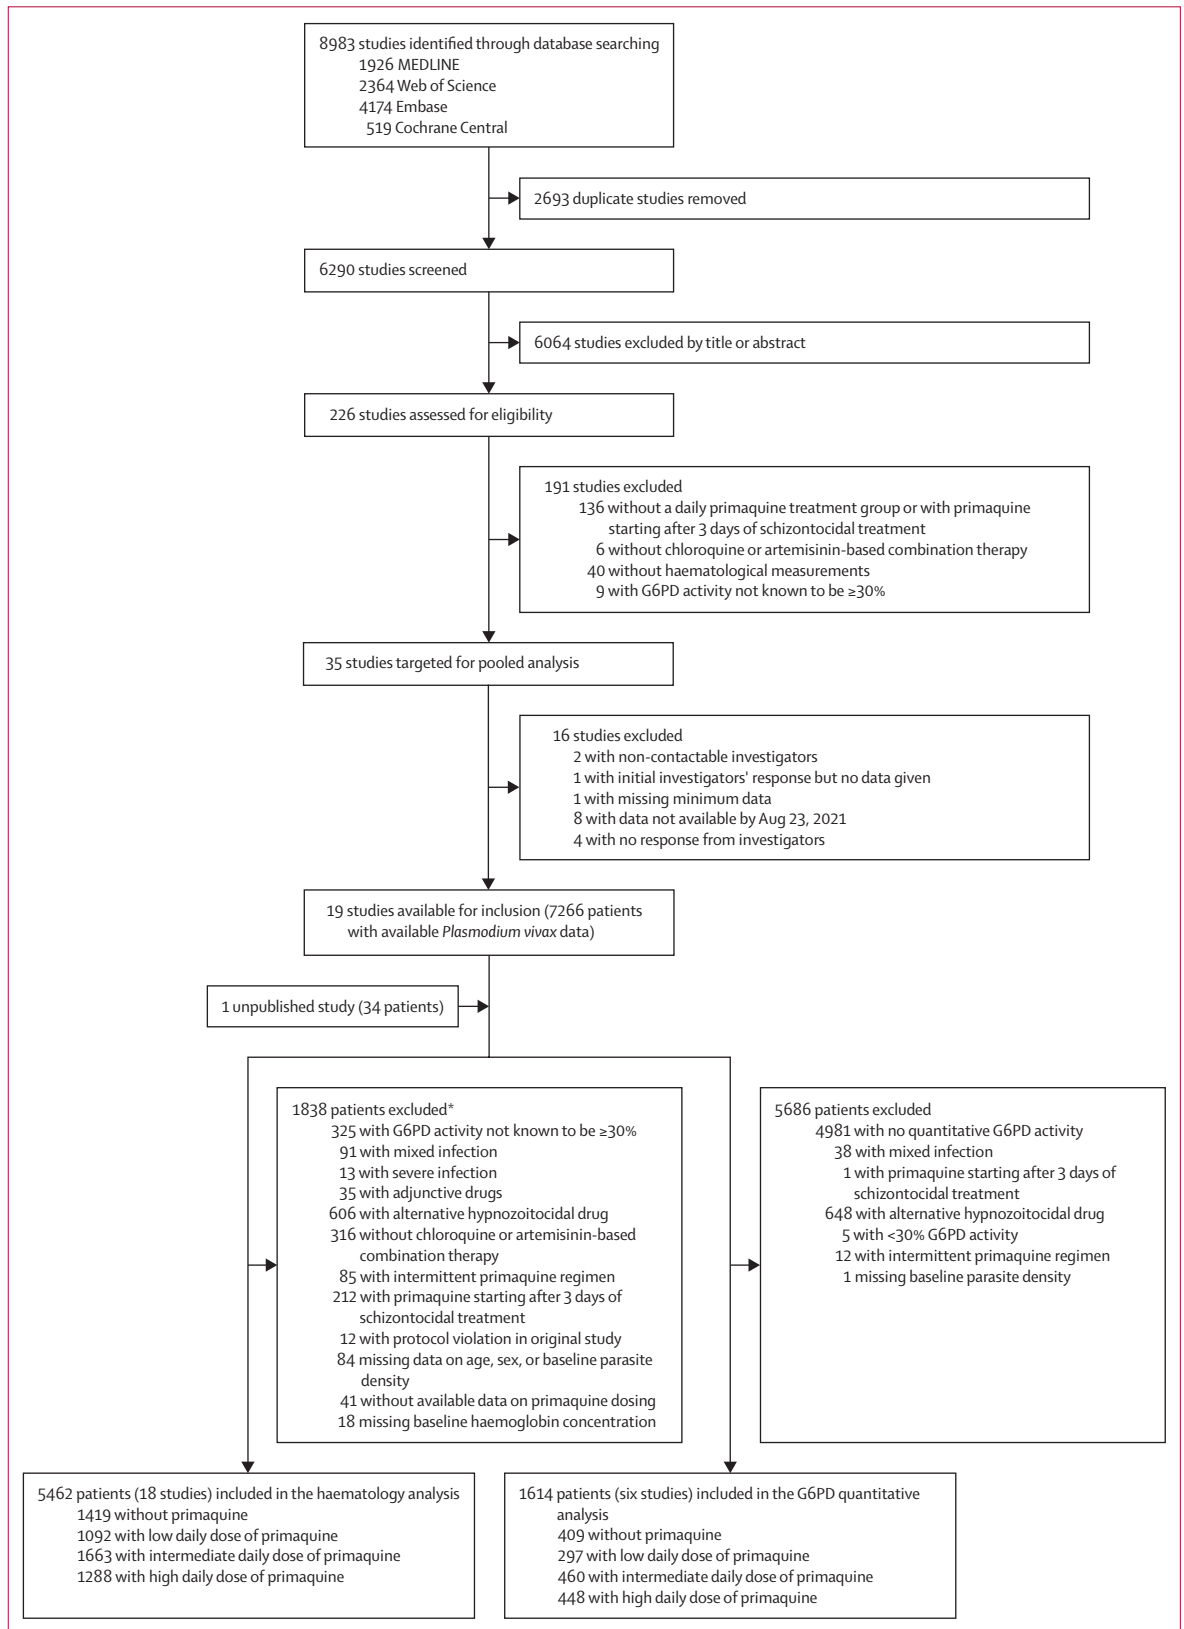 8983 studies identified through database searching
1926 MEDLINE
2364 Web of Science
4174 Embase
519 Cochrane Central
2693 duplicate studies removed
6290 studies screened
6064 studies excluded by title or abstract
226 studies assessed for eligibility
191 studies excluded
136 without a daily primaquine treatment group or with primaquine
starting after 3 days of schizontocidal treatment
6 without chloroquine or artemisinin-based combination therapy
40 without haematological measurements
9 with G6PD activity not known to be ≥30%
35 studies targeted for pooled analysis
16 studies excluded
2 with non-contactable investigators
1 with initial investigators' response but no data given
1 with missing minimum data
8 with data not available by Aug 23, 2021
4 with no response from investigators
19 studies available for inclusion (7266 patients
with available Plasmodium vivax data)
1 unpublished study (34 patients)
1838 patients excluded*
325 with G6PD activity not known to be ≥30%
91 with mixed infection
13 with severe infection
35 with adjunctive drugs
606 with alternative hypnozoitocidal drug
316 without chloroquine or artemisinin-based
combination therapy
85 with intermittent primaquine regimen
212 with primaquine starting after 3 days of
schizontocidal treatment
12 with protocol violation in original study
84 missing data on age, sex, or baseline parasite
density
41 without available data on primaquine dosing
18 missing baseline haemoglobin concentration
5686 patients excluded
4981 with no quantitative G6PD activity
38 with mixed infection
1 with primaquine starting after 3 days of
schizontocidal treatment
648 with alternative hypnozoitocidal drug
5 with <30% G6PD activity
12 with intermittent primaquine regimen
1 missing baseline parasite density
5462 patients (18 studies) included in the haematology analysis
1419 without primaquine
1092 with low daily dose of primaquine
1663 with intermediate daily dose of primaquine
1288 with high daily dose of primaquine
1614 patients (six studies) included in the G6PD quantitative
analysis
409 without primaquine
297 with low daily dose of primaquine
460 with intermediate daily dose of primaquine
448 with high daily dose of primaquine